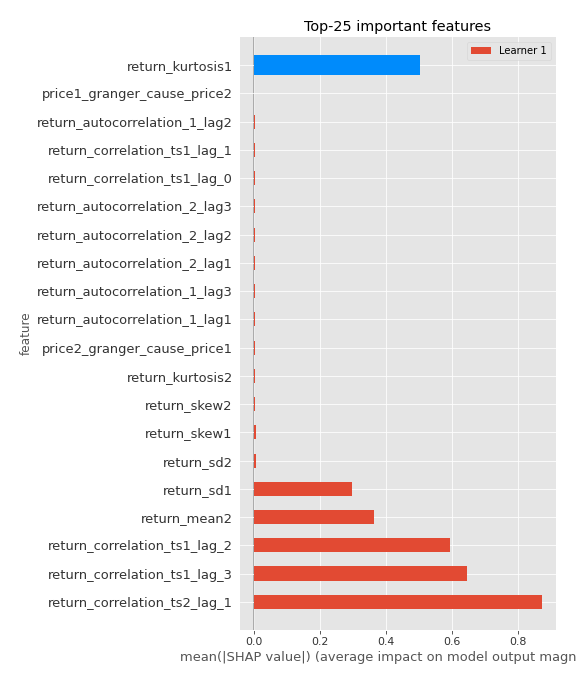 Top-25 important features
Learner 1
return_kurtosis1
price1_granger_cause_price2
return_autocorrelation_1_lag2
return_correlation_ts1_lag_1
return_correlation_ts1_lag_0
return_autocorrelation_2_lag3
return_autocorrelation_2_lag2
return_autocorrelation_2_lag1
return_autocorrelation_1_lag3
return_autocorrelation_1_lag1
price2_granger_cause_price1
return_kurtosis2
return_skew2
return_skew1
return_sd2
return_sd1
return_mean2
return_correlation_ts1_lag_2
return_correlation_ts1_lag_3
return_correlation_ts2_lag_1
feature
0.0 0.2 0.4 0.6 0.8
mean(|SHAP value|) (average impact on model output magn